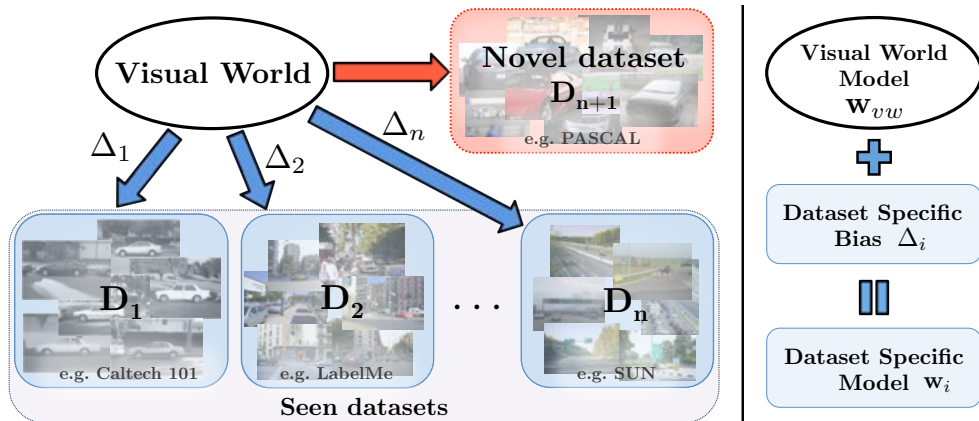 Visual World
Novel dataset
D_{n+1}
e.g. PASCAL
Δ_1
Δ_2
Δ_n
D_1
e.g. Caltech 101
D_2
e.g. LabelMe
. . .
D_n
e.g. SUN
Seen datasets
Visual World
Model
w_{vw}
+
Dataset Specific
Bias Δ_i
=
Dataset Specific
Model w_i